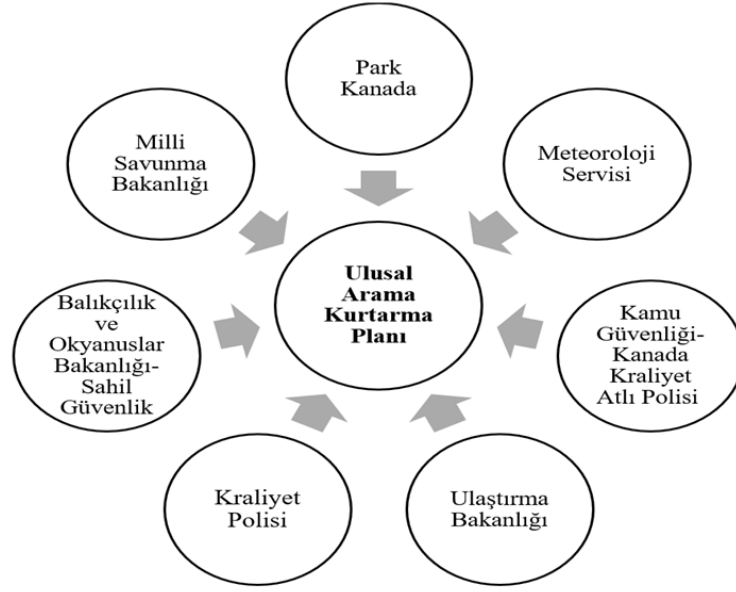 Park
Kanada
Milli
Savunma
Bakanlığı
Meteoroloji
Servisi
Ulusal
Arama
Kurtarma
Planı
Balıkçılık
ve
Okyanuslar
Bakanlığı-
Sahil
Güvenlik
Kamu
Güvenliği-
Kanada
Kraliyet
Atlı Polisi
Kraliyet
Polisi
Ulaştırma
Bakanlığı